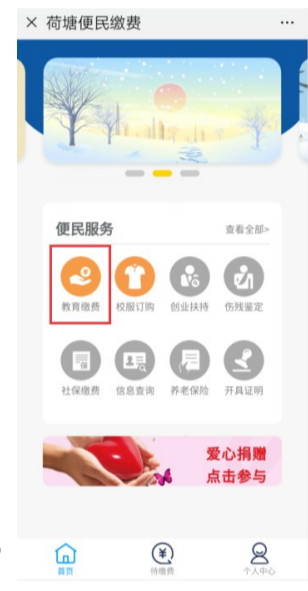 × 荷塘便民缴费 ...
便民服务 查看全部>
教育缴费 校服订购 创业扶持 伤残鉴定
社保缴费 信息查询 养老保险 开具证明
爱心捐赠
点击参与
首页 待缴费 个人中心